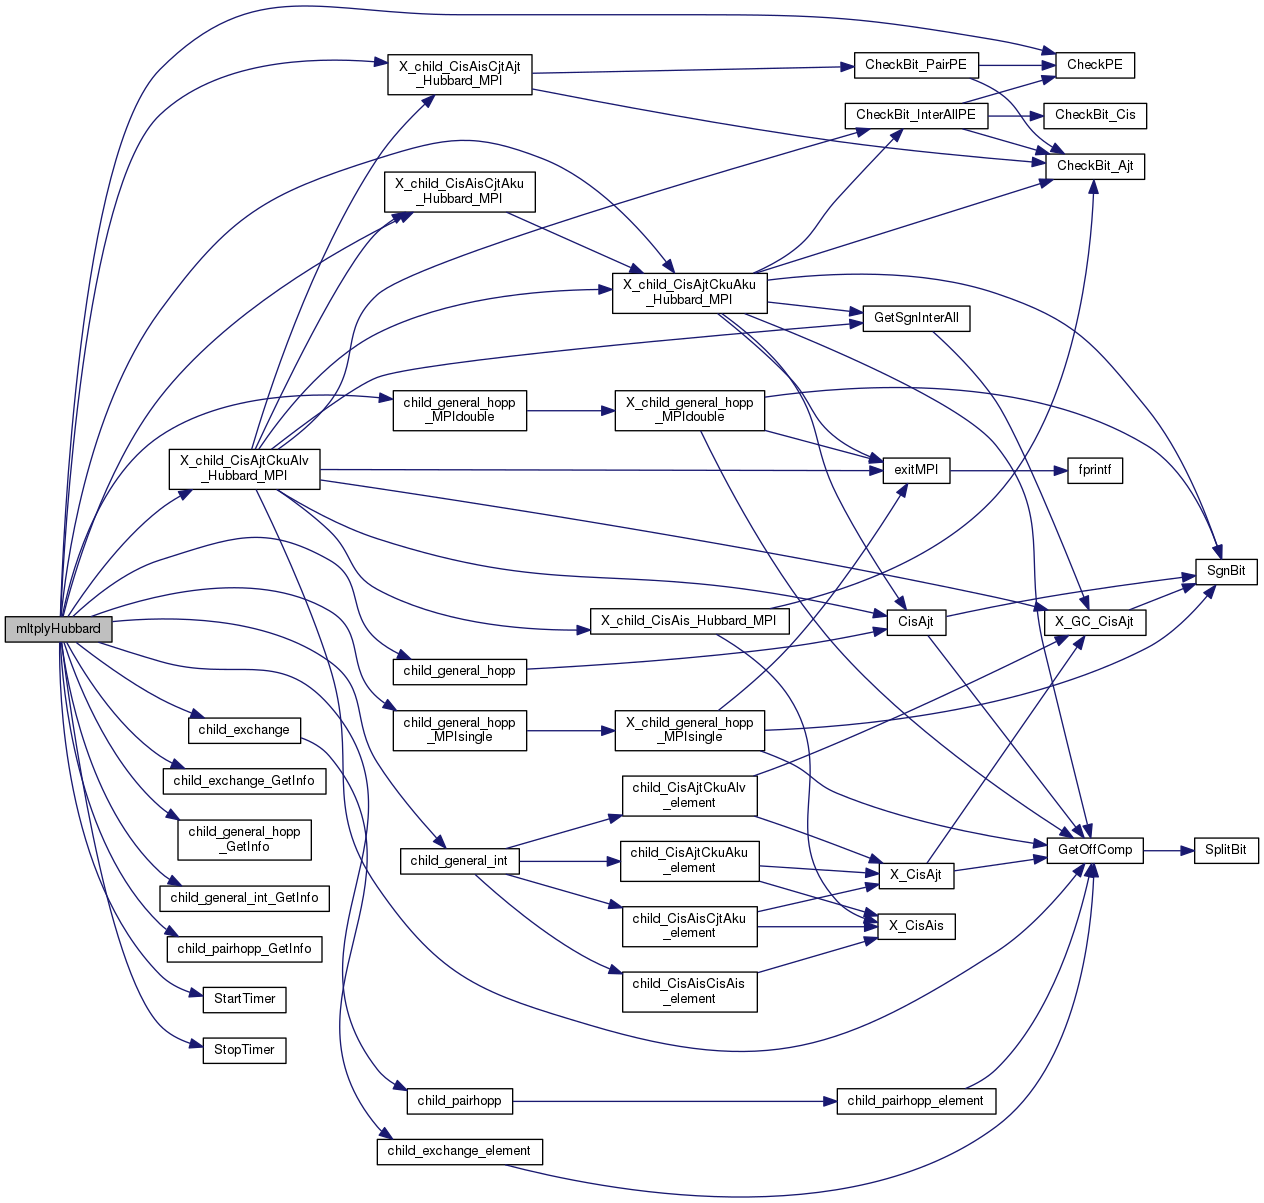 mltplyHubbard
X_child_CisAjtCkuAlv
_Hubbard_MPI
child_exchange
child_exchange_GetInfo
child_general_hopp
_GetInfo
child_general_int_GetInfo
child_pairhopp_GetInfo
StartTimer
StopTimer
X_child_CisAisCjtAjt
_Hubbard_MPI
X_child_CisAisCjtAku
_Hubbard_MPI
child_general_hopp
_MPIdouble
child_general_hopp
child_general_hopp
_MPIsingle
child_general_int
child_pairhopp
child_exchange_element
X_child_CisAjtCkuAku
_Hubbard_MPI
X_child_general_hopp
_MPIdouble
X_child_CisAis_Hubbard_MPI
X_child_general_hopp
_MPIsingle
child_CisAjtCkuAlv
_element
child_CisAjtCkuAku
_element
child_CisAisCjtAku
_element
child_CisAisCisAis
_element
CheckBit_PairPE
CheckBit_InterAllPE
GetSgnInterAll
exitMPI
CisAjt
X_CisAjt
X_CisAis
child_pairhopp_element
CheckPE
CheckBit_Cis
CheckBit_Ajt
fprintf
X_GC_CisAjt
GetOffComp
SgnBit
SplitBit